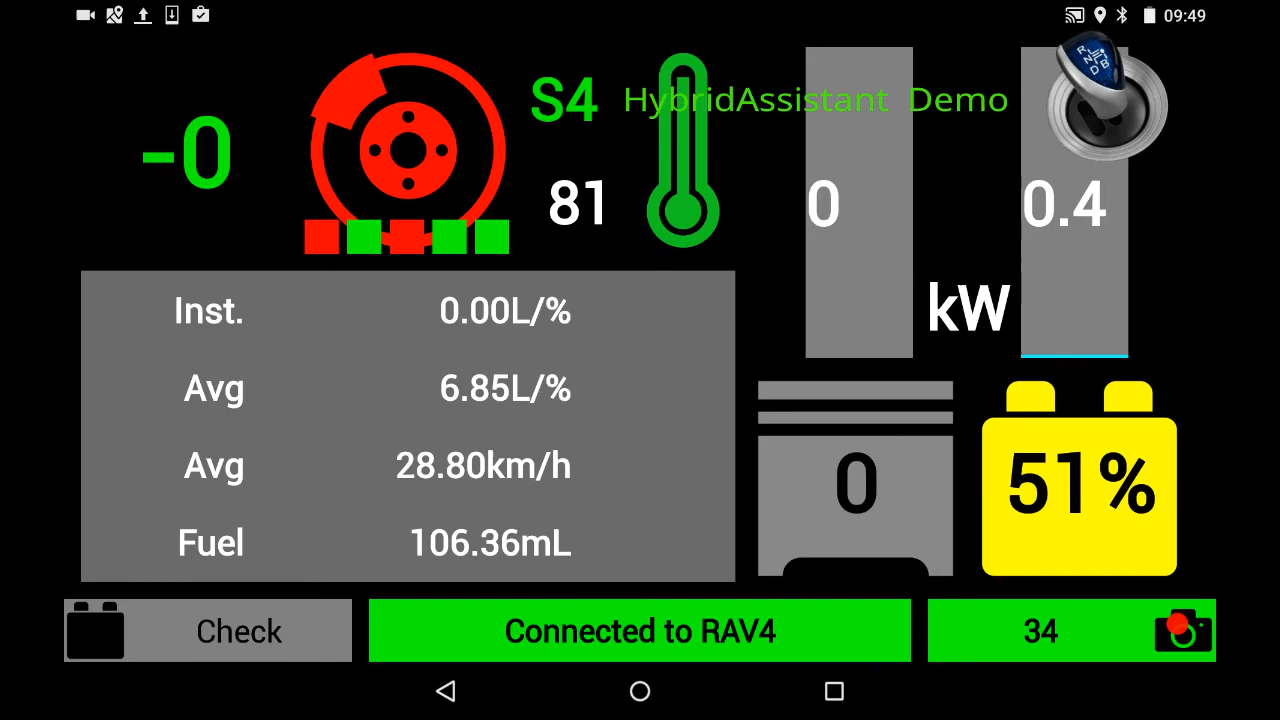 09:49
-0
S4
HybridAssistant Demo
81
0
0.4
R
N
D B
kW
Inst. 0.00L/%
Avg 6.85L/%
Avg 28.80km/h
Fuel 106.36mL
0
51%
Check
Connected to RAV4
34